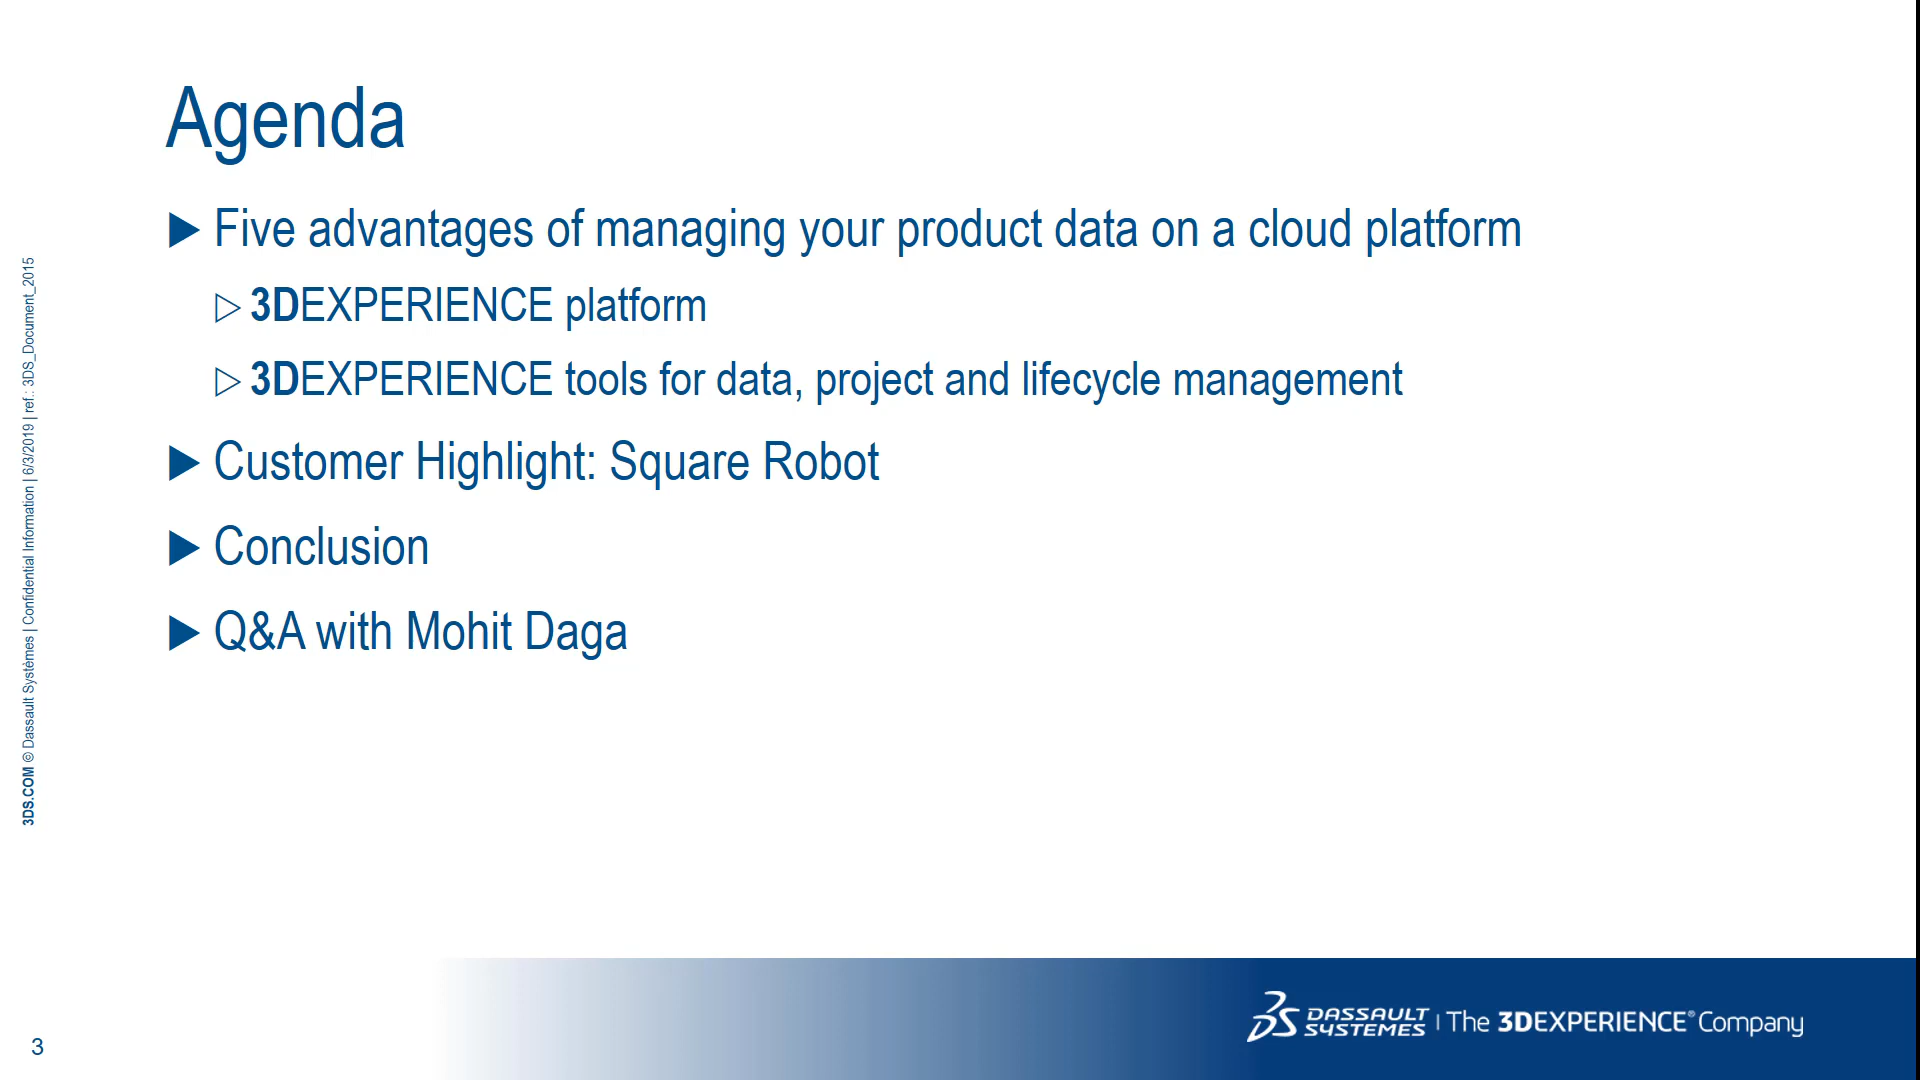 Agenda
Five advantages of managing your product data on a cloud platform
3DEXPERIENCE platform
3DEXPERIENCE tools for data, project and lifecycle management
Customer Highlight: Square Robot
Conclusion
Q&A with Mohit Daga
3DS.COM © Dassault Systèmes | Confidential Information | 6/3/2019 | ref.: 3DS_Document_2015
3
DASSAULT
SYSTEMES | The 3DEXPERIENCE® Company